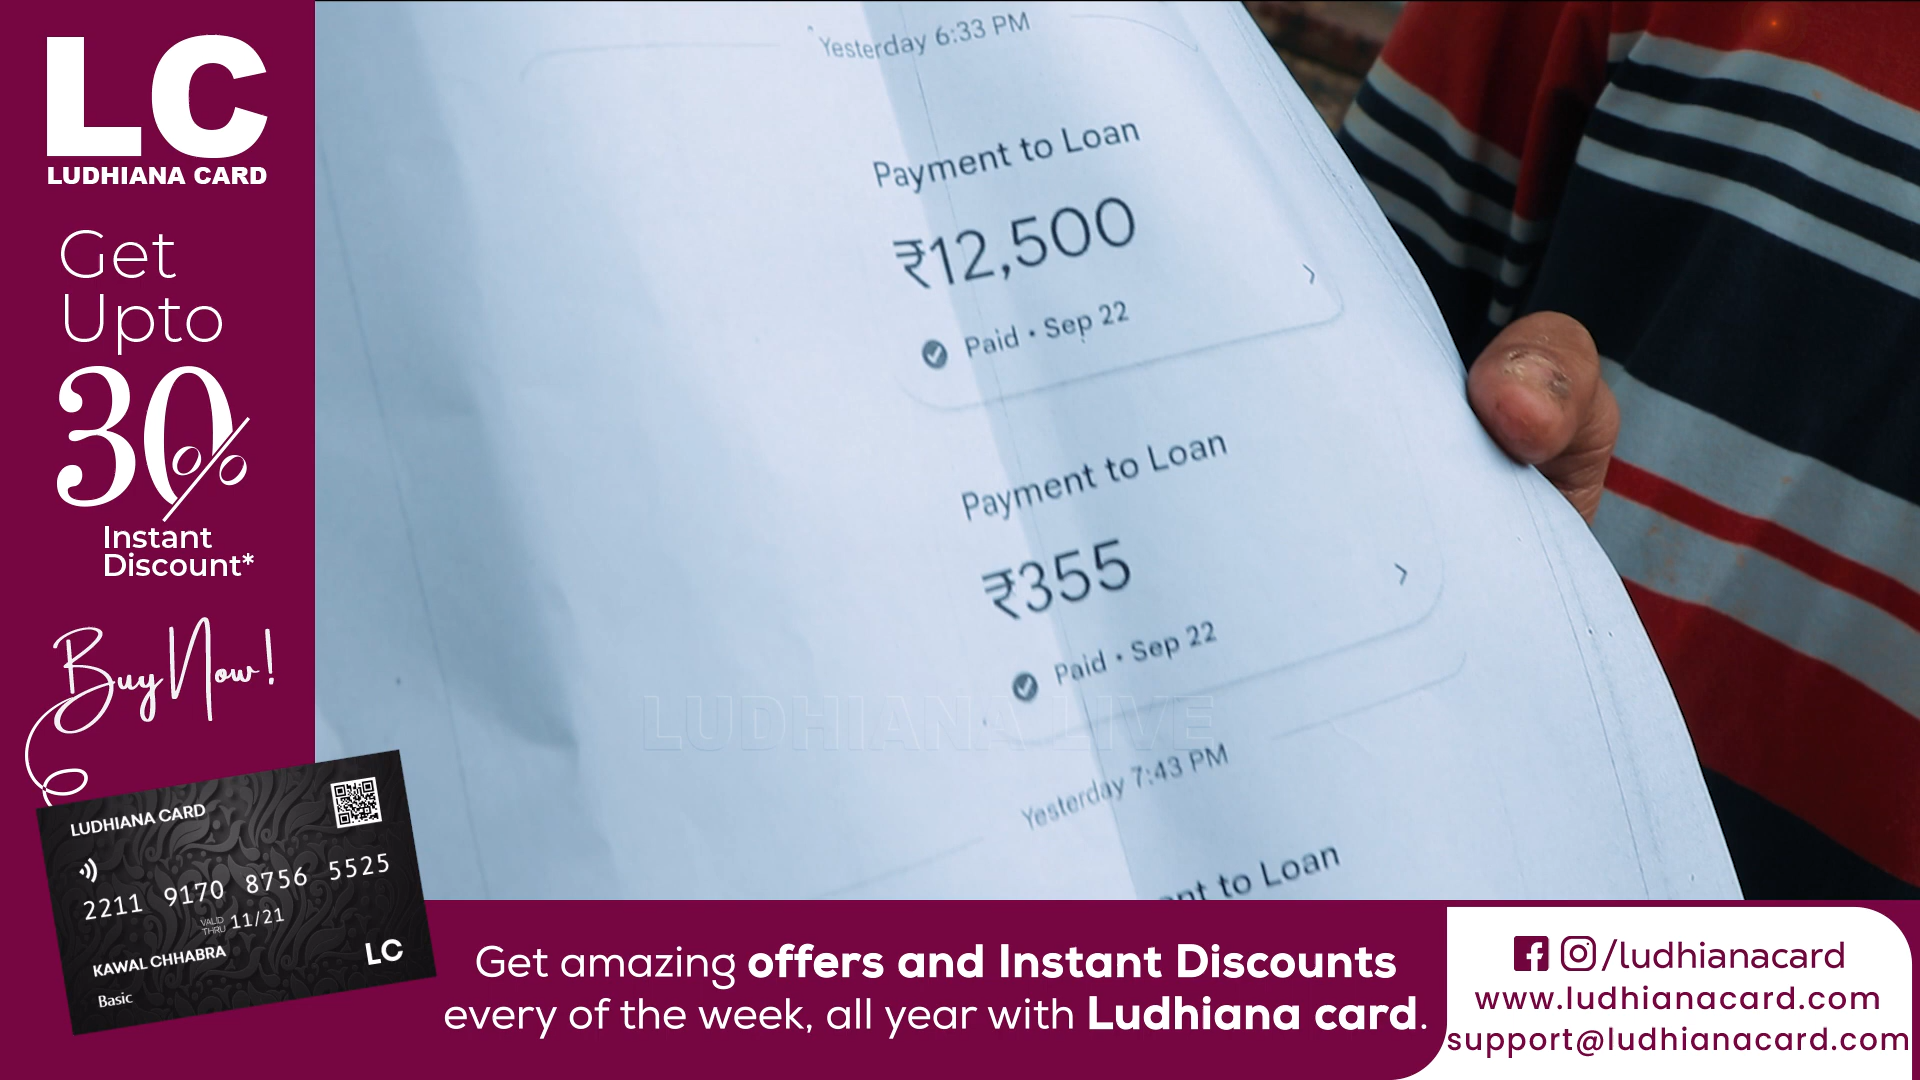 LC
LUDHIANA CARD
Get
Upto
30%
Instant
Discount*
Buy Now!
LUDHIANA CARD
2211 9170 8756 5525
VALID
THRU 11/21
KAWAL CHHABRA
LC
Basic
Yesterday 6:33 PM
Payment to Loan
₹12,500
Paid • Sep 22
Payment to Loan
₹355
Paid • Sep 22
LUDHIANA LIVE
Yesterday 7:43 PM
nt to Loan
Get amazing offers and Instant Discounts
every of the week, all year with Ludhiana card.
/ludhianacard
www.ludhianacard.com
support@ludhianacard.com